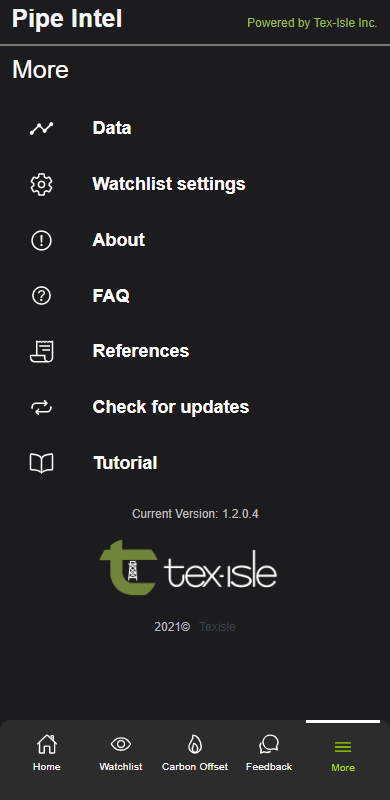 Pipe Intel
Powered by Tex-Isle Inc.
More
Data
Watchlist settings
About
FAQ
References
Check for updates
Tutorial
Current Version: 1.2.0.4
tex-isle
2021© Texisle
Home
Watchlist
Carbon Offset
Feedback
More